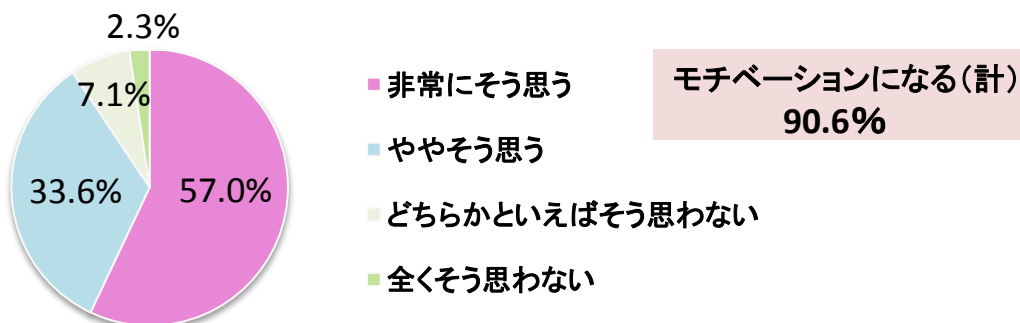 2.3%
7.1%
33.6%
57.0%
非常にそう思う
ややそう思う
どちらかといえばそう思わない
全くそう思わない
モチベーションになる(計)
90.6%